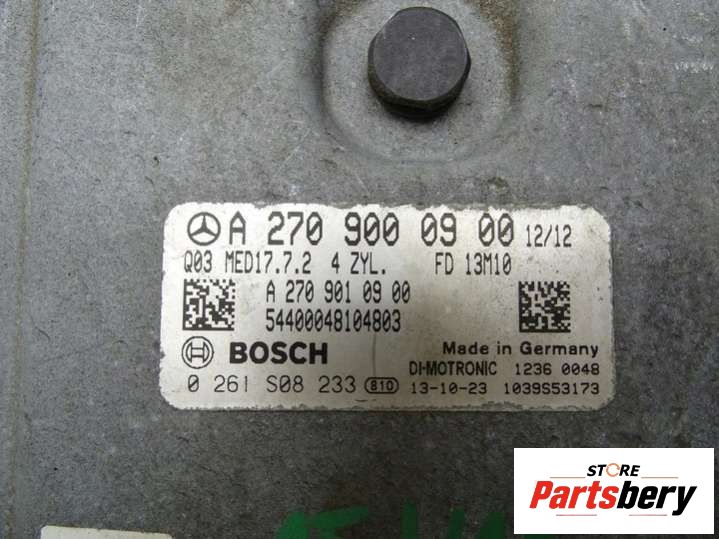 A 270 900 09 00 12/12
Q03 MED17.7.2 4 ZYL. FD 13M10
A 270 901 09 00
54400048104803
BOSCH Made in Germany
DI-MOTRONIC 1236 0048
0 261 S08 233 810 13-10-23 1039S53173
STORE
Partsbery